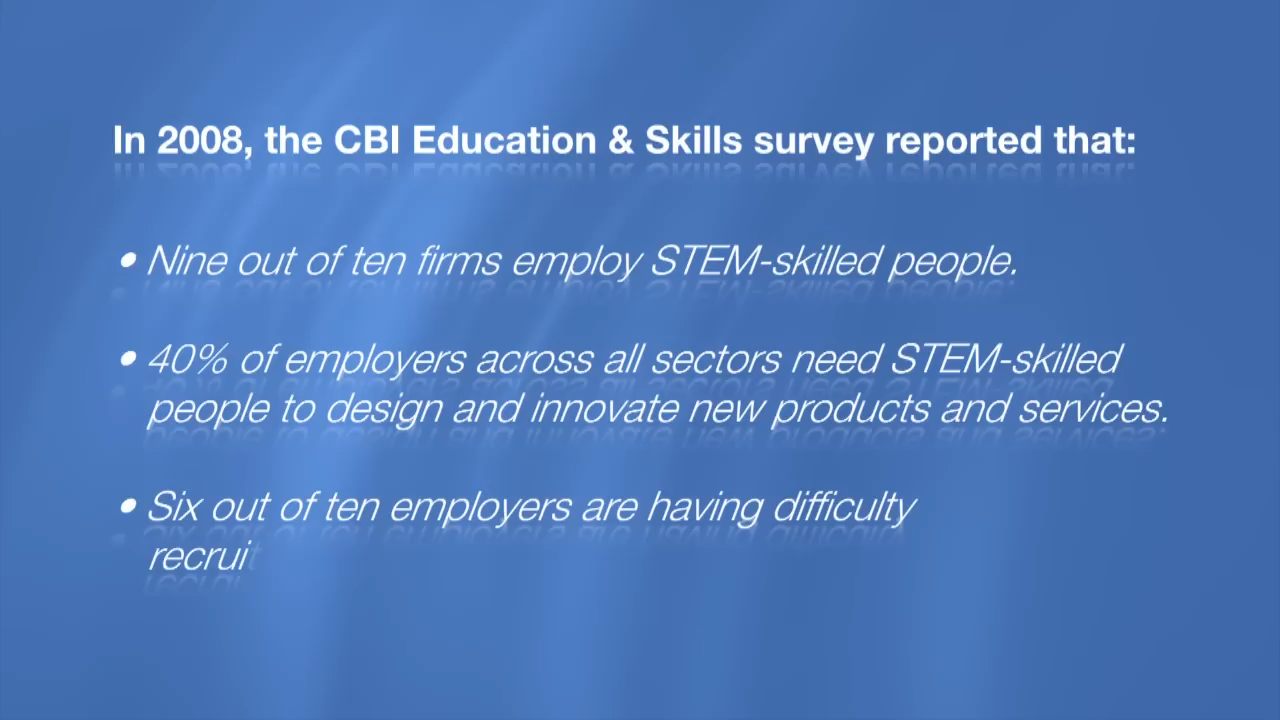 In 2008, the CBI Education & Skills survey reported that:
• Nine out of ten firms employ STEM-skilled people.
• 40% of employers across all sectors need STEM-skilled
people to design and innovate new products and services.
• Six out of ten employers are having difficulty
recruit